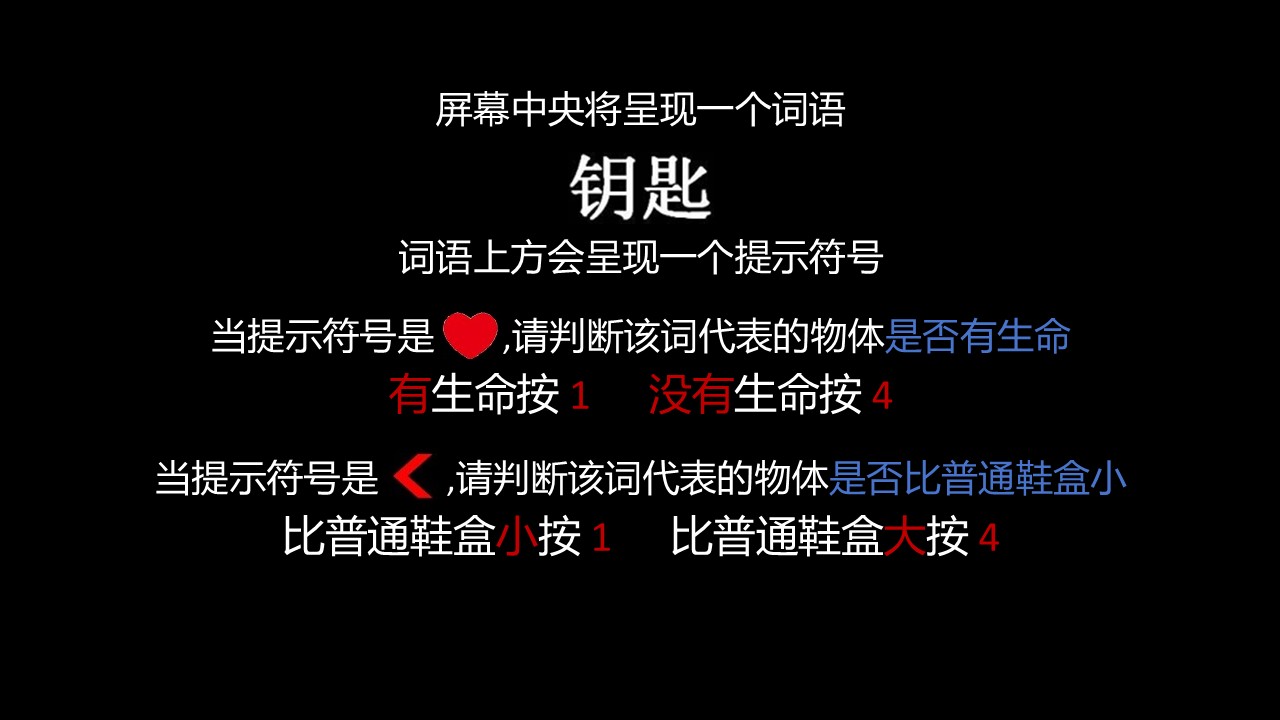 屏幕中央将呈现一个词语
钥匙
词语上方会呈现一个提示符号
当提示符号是 ,请判断该词代表的物体是否有生命
有生命按 1 没有生命按 4
当提示符号是 ,请判断该词代表的物体是否比普通鞋盒小
比普通鞋盒小按 1 比普通鞋盒大按 4